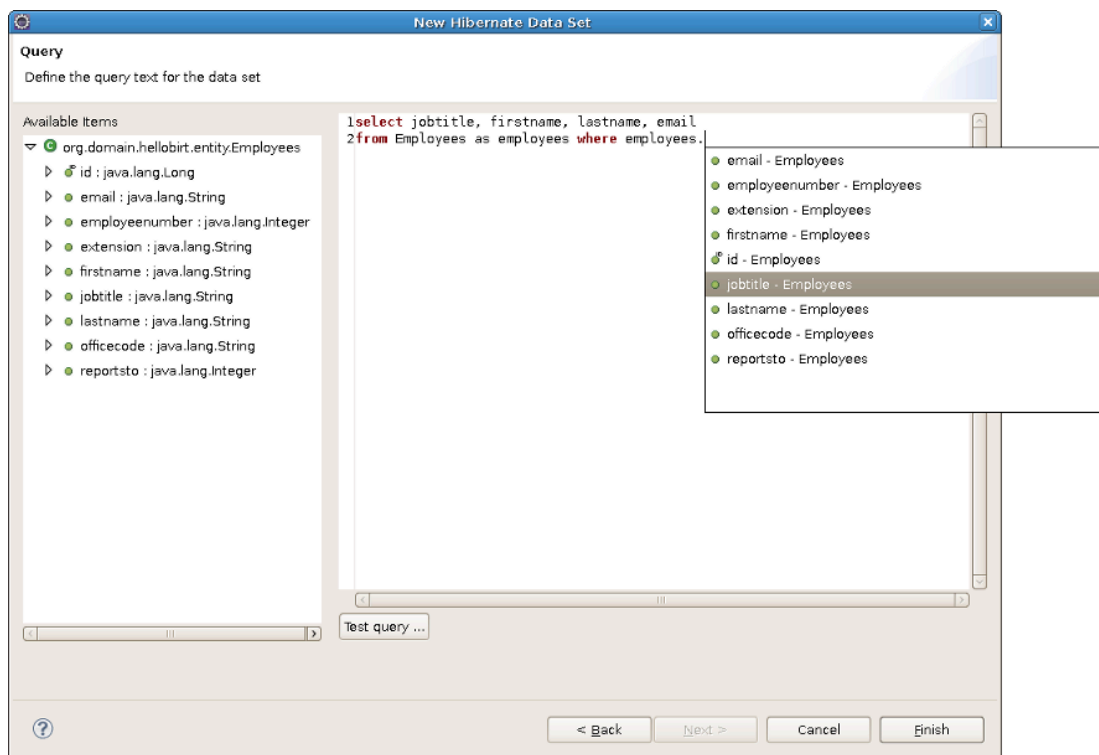 New Hibernate Data Set
Query
Define the query text for the data set
Available Items
org.domain.hellobirt.entity.Employees
id : java.lang.Long
email : java.lang.String
employeenumber : java.lang.Integer
extension : java.lang.String
firstname : java.lang.String
jobtitle : java.lang.String
lastname : java.lang.String
officecode : java.lang.String
reportsto : java.lang.Integer
1select jobtitle, firstname, lastname, email
2from Employees as employees where employees.
email - Employees
employeenumber - Employees
extension - Employees
firstname - Employees
id - Employees
jobtitle - Employees
lastname - Employees
officecode - Employees
reportsto - Employees
Test query ...
< Back
Next >
Cancel
Finish